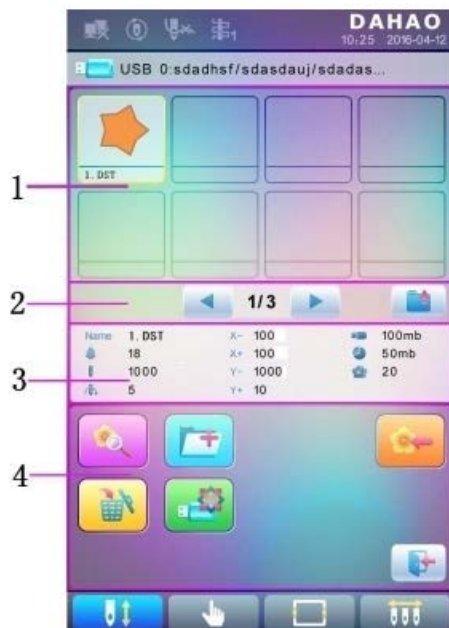 DAHAO
1
10:25 2016-04-12
USB 0:sdadhsf/sdasdauj/sdadas...
1. DST
1
2
1/3
3
Name 1. DST X- 100 100mb
18 X+ 100 50mb
1000 Y- 1000 20
5 Y+ 10
4